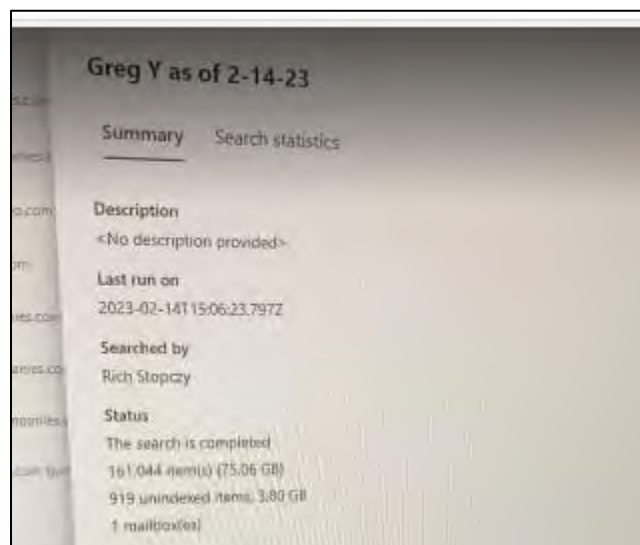 Greg Y as of 2-14-23
Summary Search statistics
Description
<No description provided>
Last run on
2023-02-14T15:06:23.797Z
Searched by
Rich Stopczy
Status
The search is completed
161,044 item(s) (75.06 GB)
919 unindexed items, 3.80 GB
1 mailbox(es)